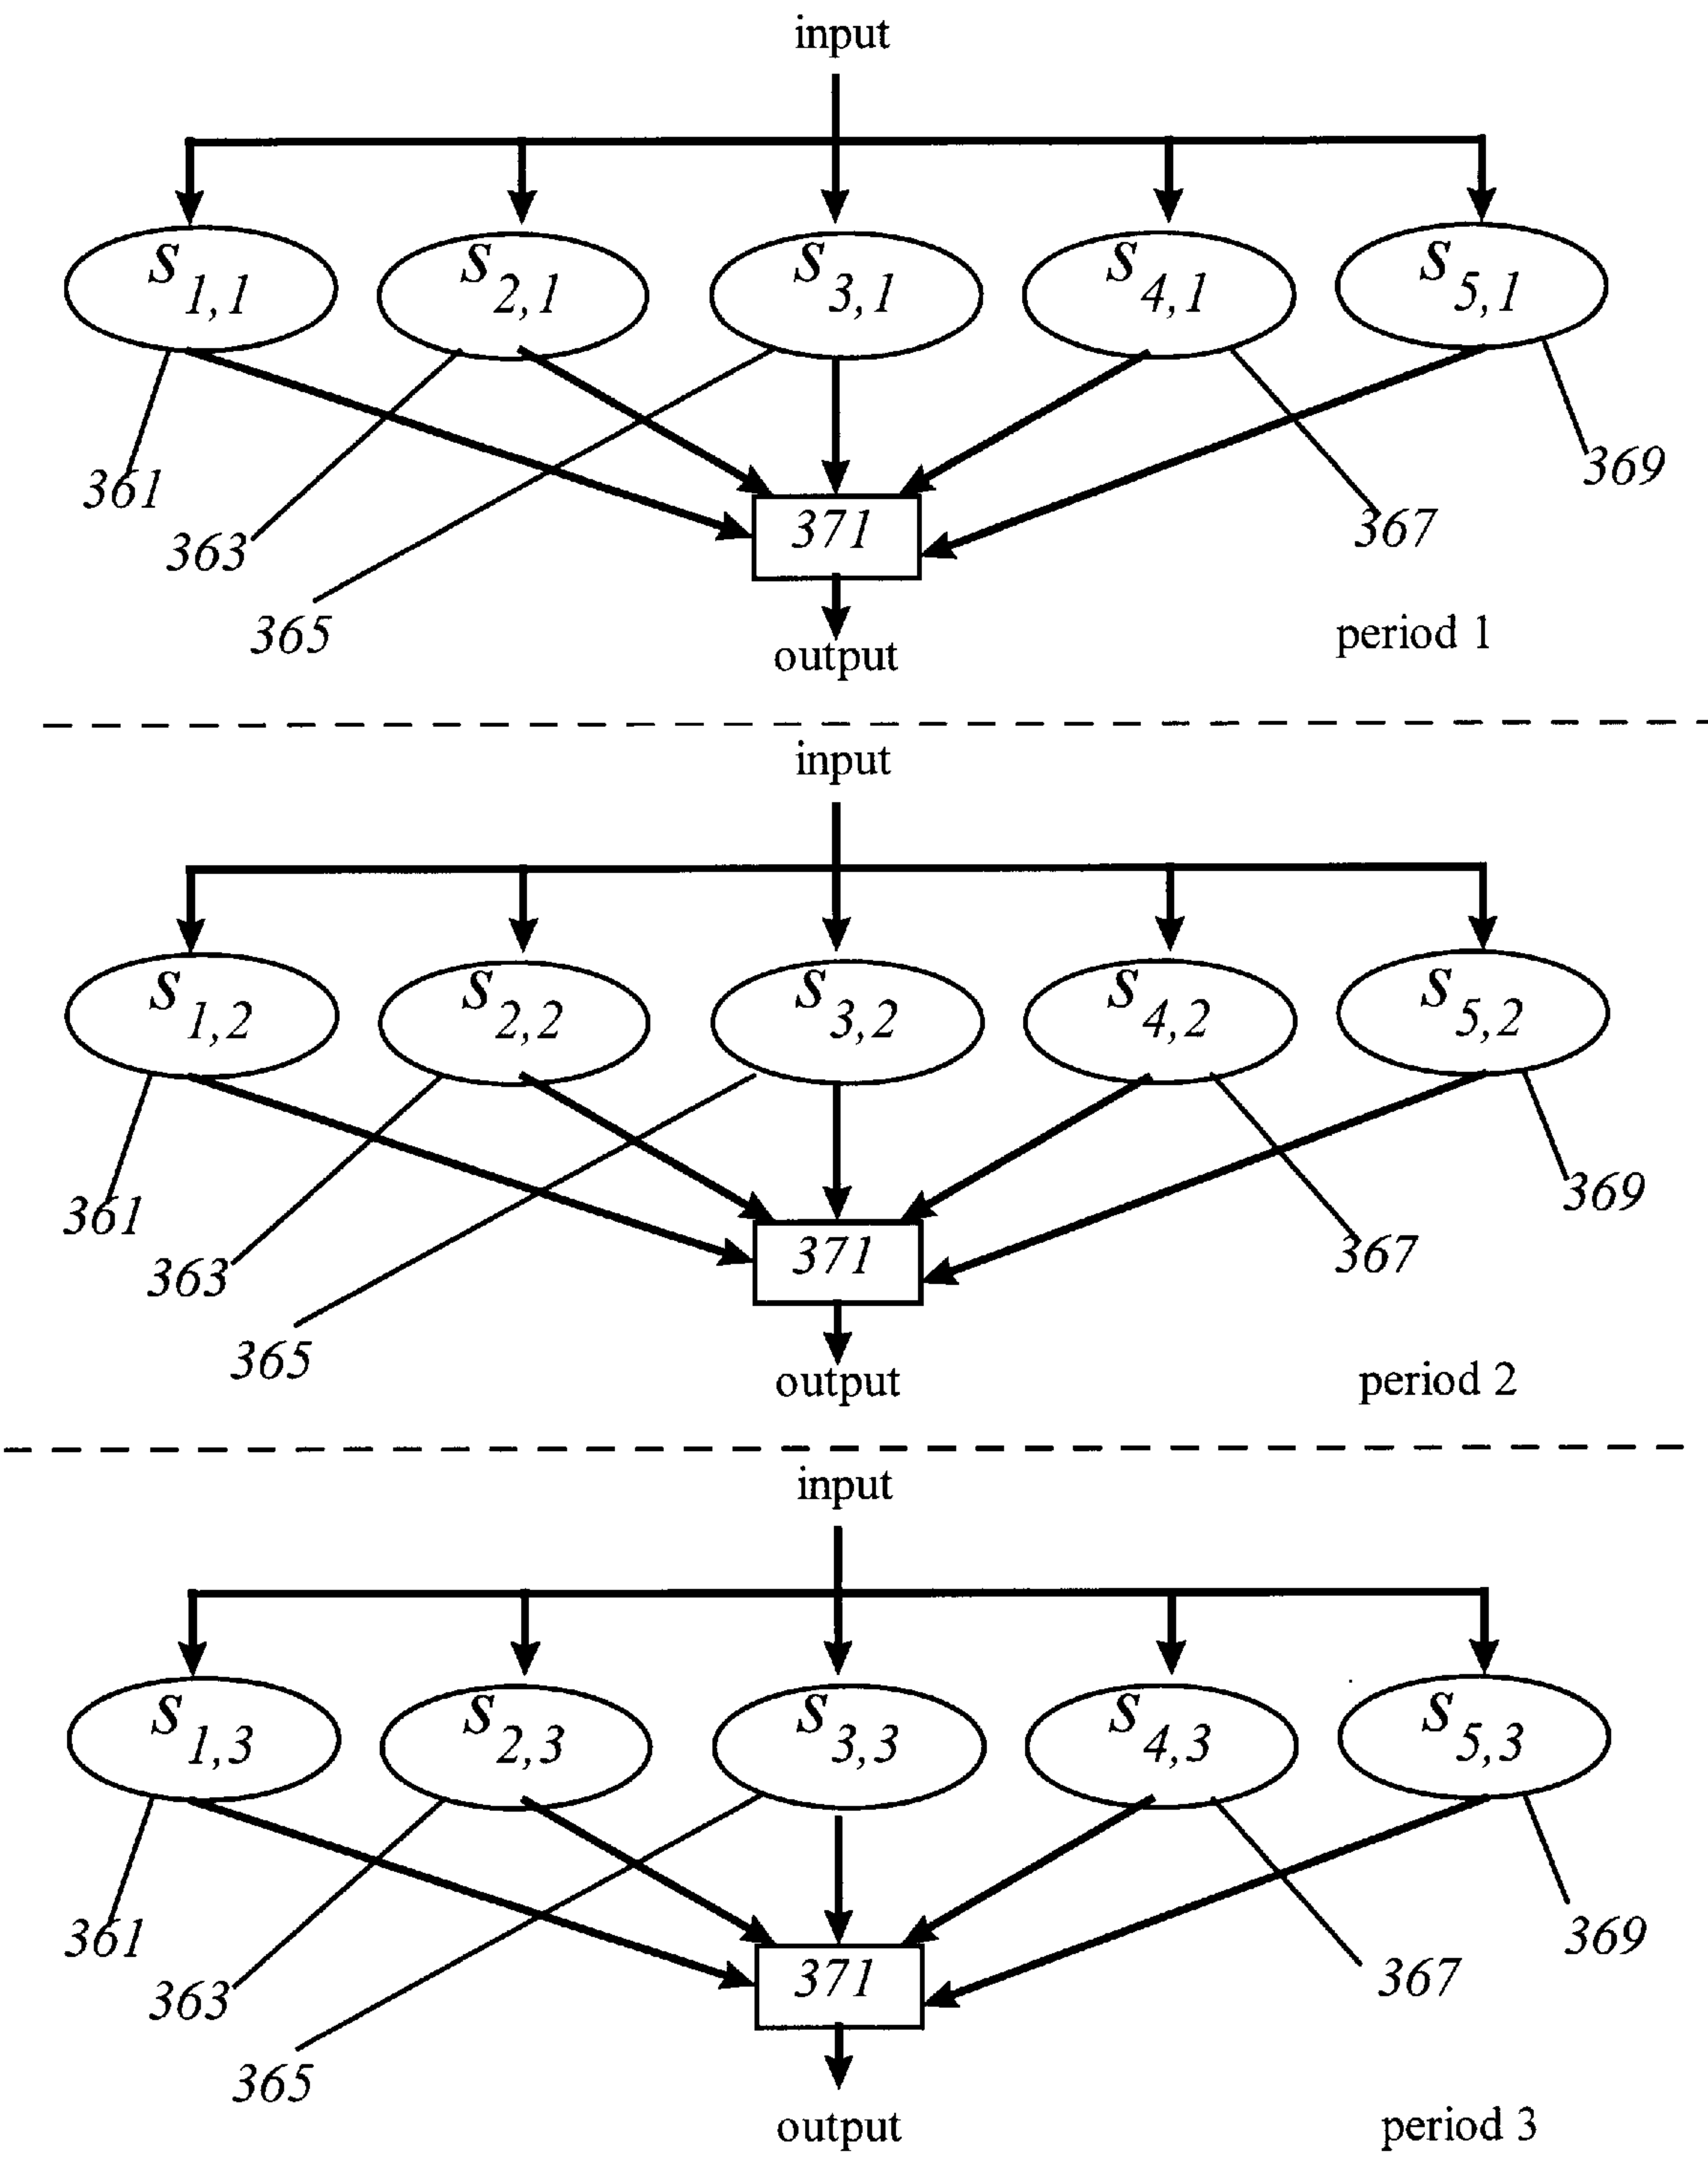 input
S 1,1 S 2,1 S 3,1 S 4,1 S 5,1
361
369
363
371
367
365
output
period 1
input
S 1,2 S 2,2 S 3,2 S 4,2 S 5,2
361
369
363
371
367
365
output
period 2
input
S 1,3 S 2,3 S 3,3 S 4,3 S 5,3
361
369
363
371
367
365
output
period 3